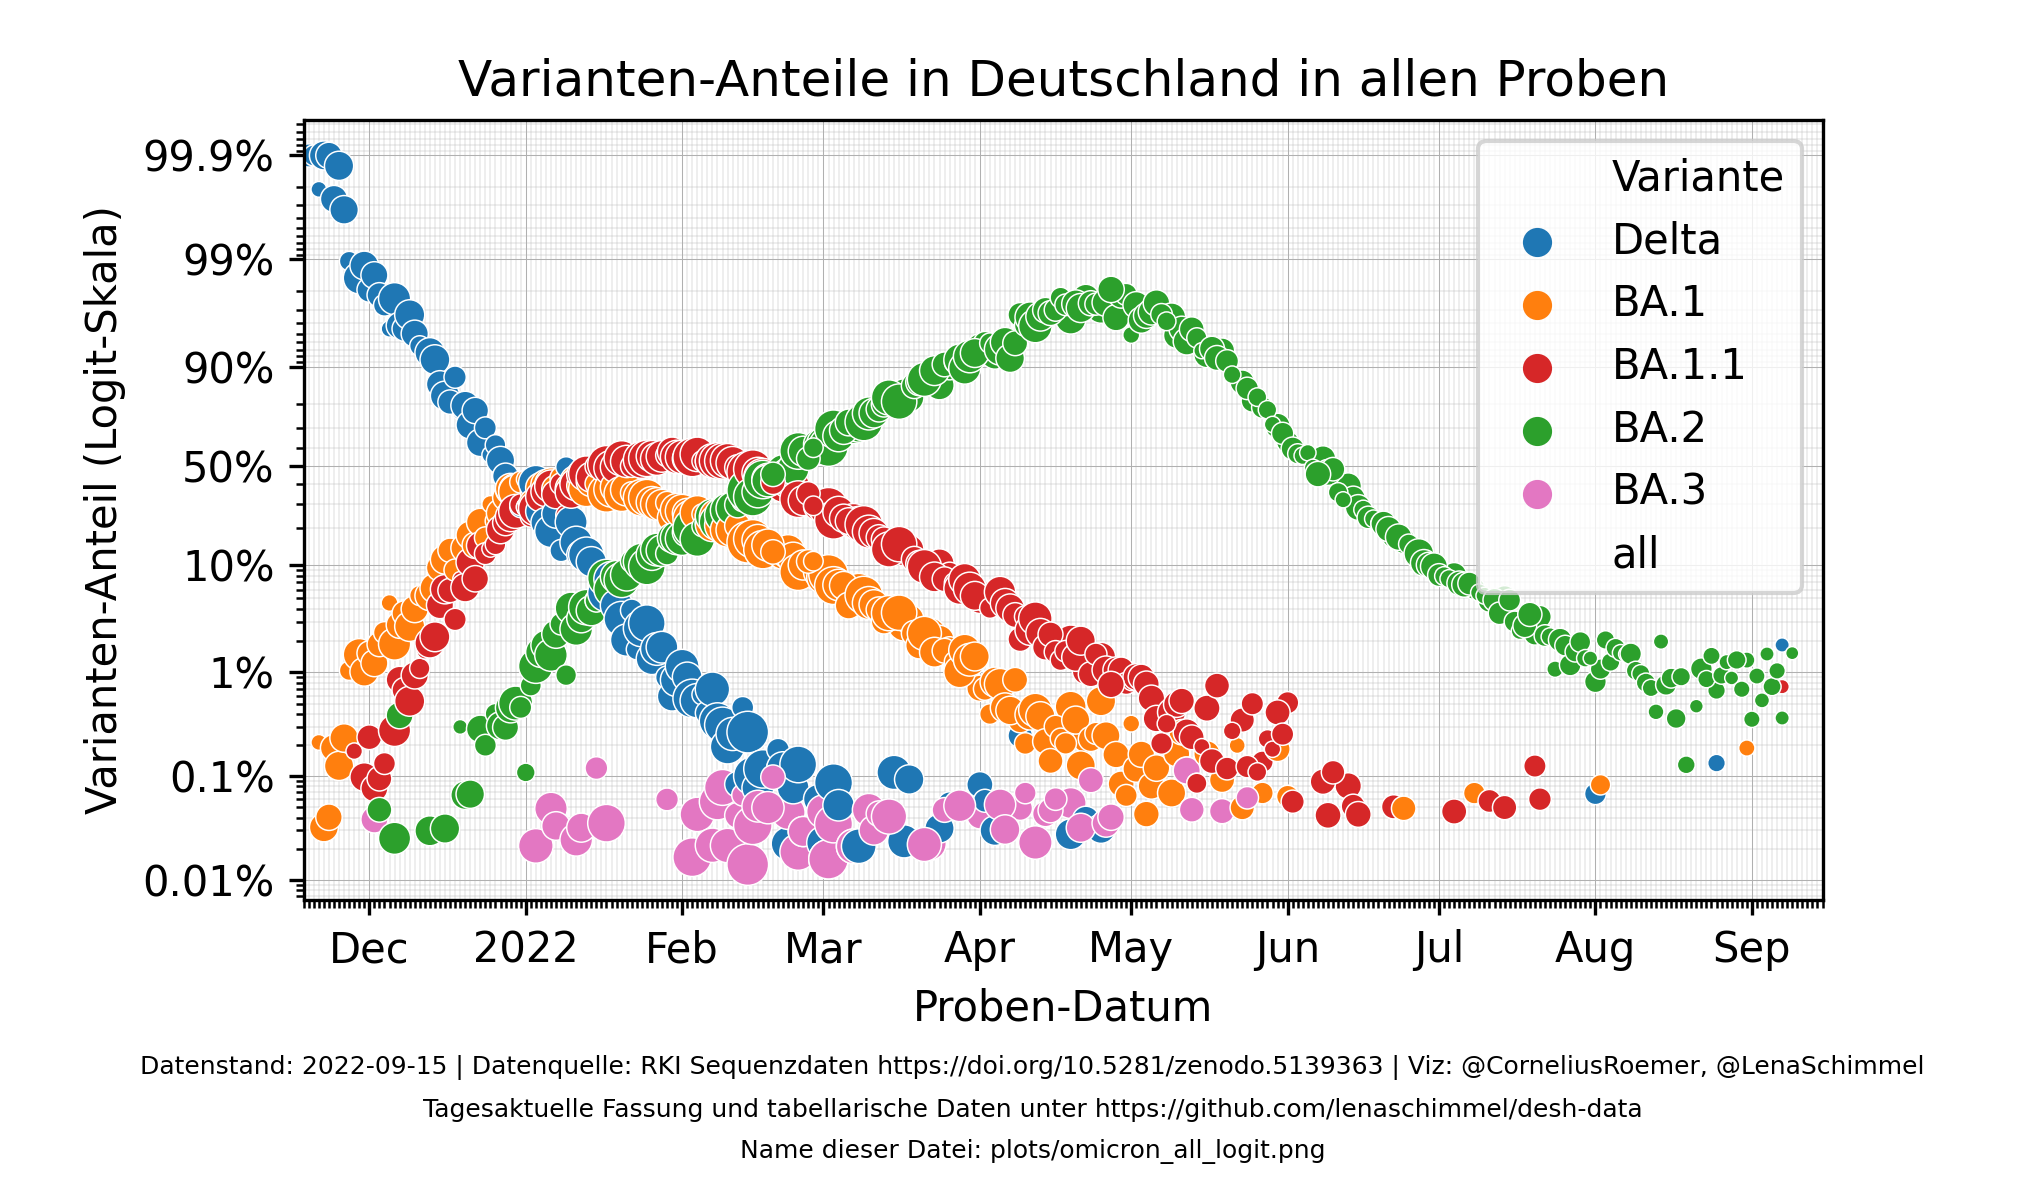 Varianten-Anteile in Deutschland in allen Proben
Varianten-Anteil (Logit-Skala)
99.9%
99%
90%
50%
10%
1%
0.1%
0.01%
Variante
Delta
BA.1
BA.1.1
BA.2
BA.3
all
Dec 2022 Feb Mar Apr May Jun Jul Aug Sep
Proben-Datum
Datenstand: 2022-09-15 | Datenquelle: RKI Sequenzdaten https://doi.org/10.5281/zenodo.5139363 | Viz: @CorneliusRoemer, @LenaSchimmel
Tagesaktuelle Fassung und tabellarische Daten unter https://github.com/lenaschimmel/desh-data
Name dieser Datei: plots/omicron_all_logit.png